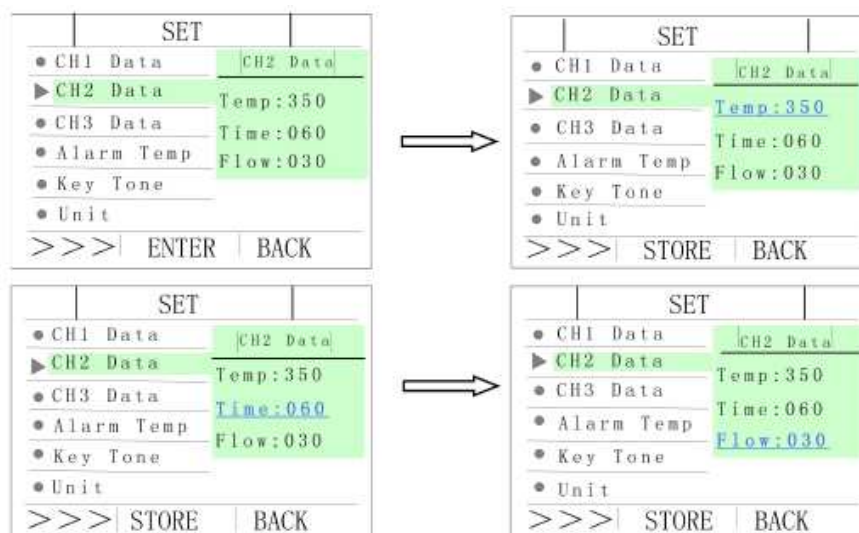 SET
CH1 Data
CH2 Data
CH3 Data
Alarm Temp
Key Tone
Unit
CH2 Data
Temp:350
Time:060
Flow:030
>>> ENTER BACK
SET
CH1 Data
CH2 Data
CH3 Data
Alarm Temp
Key Tone
Unit
CH2 Data
Temp:350
Time:060
Flow:030
>>> STORE BACK
SET
CH1 Data
CH2 Data
CH3 Data
Alarm Temp
Key Tone
Unit
CH2 Data
Temp:350
Time:060
Flow:030
>>> STORE BACK
SET
CH1 Data
CH2 Data
CH3 Data
Alarm Temp
Key Tone
Unit
CH2 Data
Temp:350
Time:060
Flow:030
>>> STORE BACK